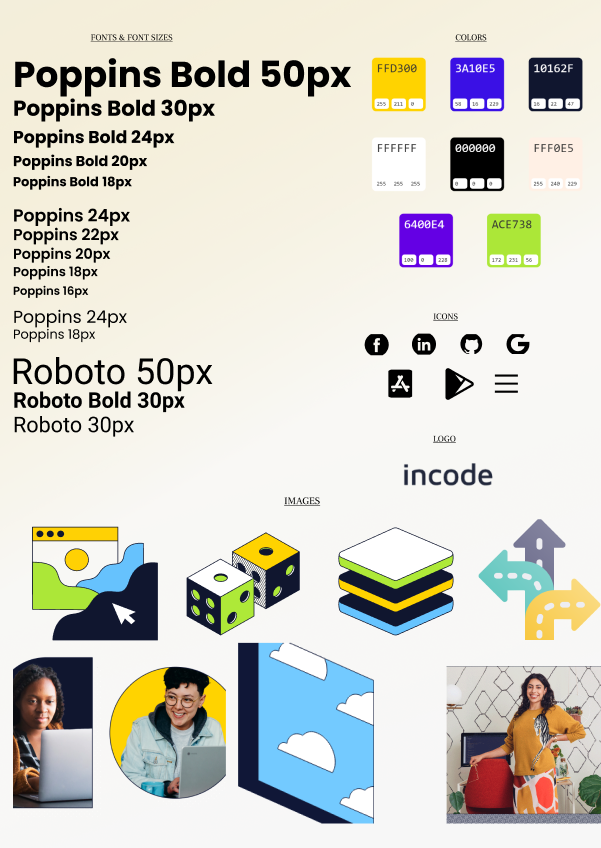 FONTS & FONT SIZES
Poppins Bold 50px
Poppins Bold 30px
Poppins Bold 24px
Poppins Bold 20px
Poppins Bold 18px
Poppins 24px
Poppins 22px
Poppins 20px
Poppins 18px
Poppins 16px
Poppins 24px
Poppins 18px
Roboto 50px
Roboto Bold 30px
Roboto 30px
COLORS
FFD300 3A10E5 10162F
255 211 0 58 16 229 16 22 47
FFFFFF 000000 FFF0E5
255 255 255 0 0 0 255 240 229
6400E4 ACE738
100 0 228 172 231 56
ICONS
f in G
LOGO
incode
IMAGES